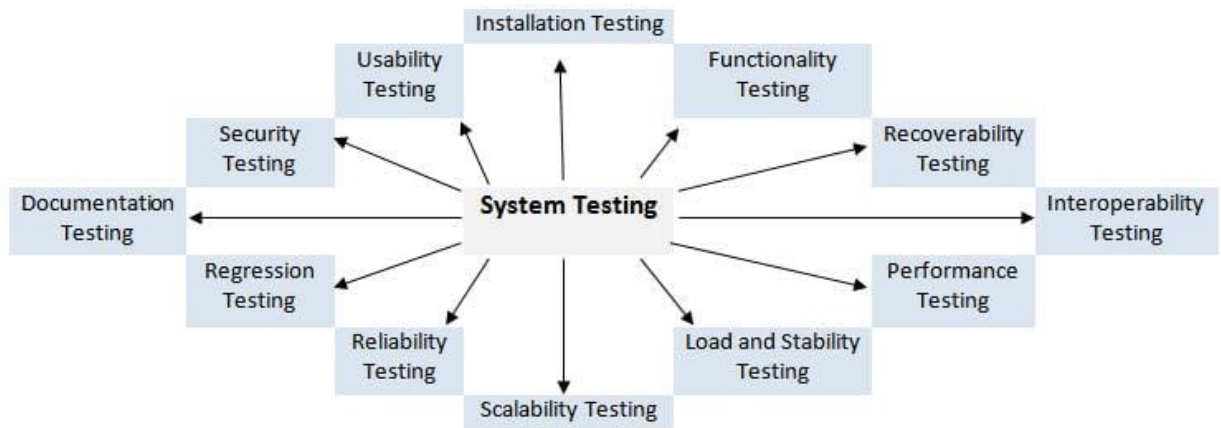 Installation Testing
Usability
Testing
Functionality
Testing
Security
Testing
Recoverability
Testing
Documentation
Testing
System Testing
Interoperability
Testing
Regression
Testing
Performance
Testing
Reliability
Testing
Load and Stability
Testing
Scalability Testing